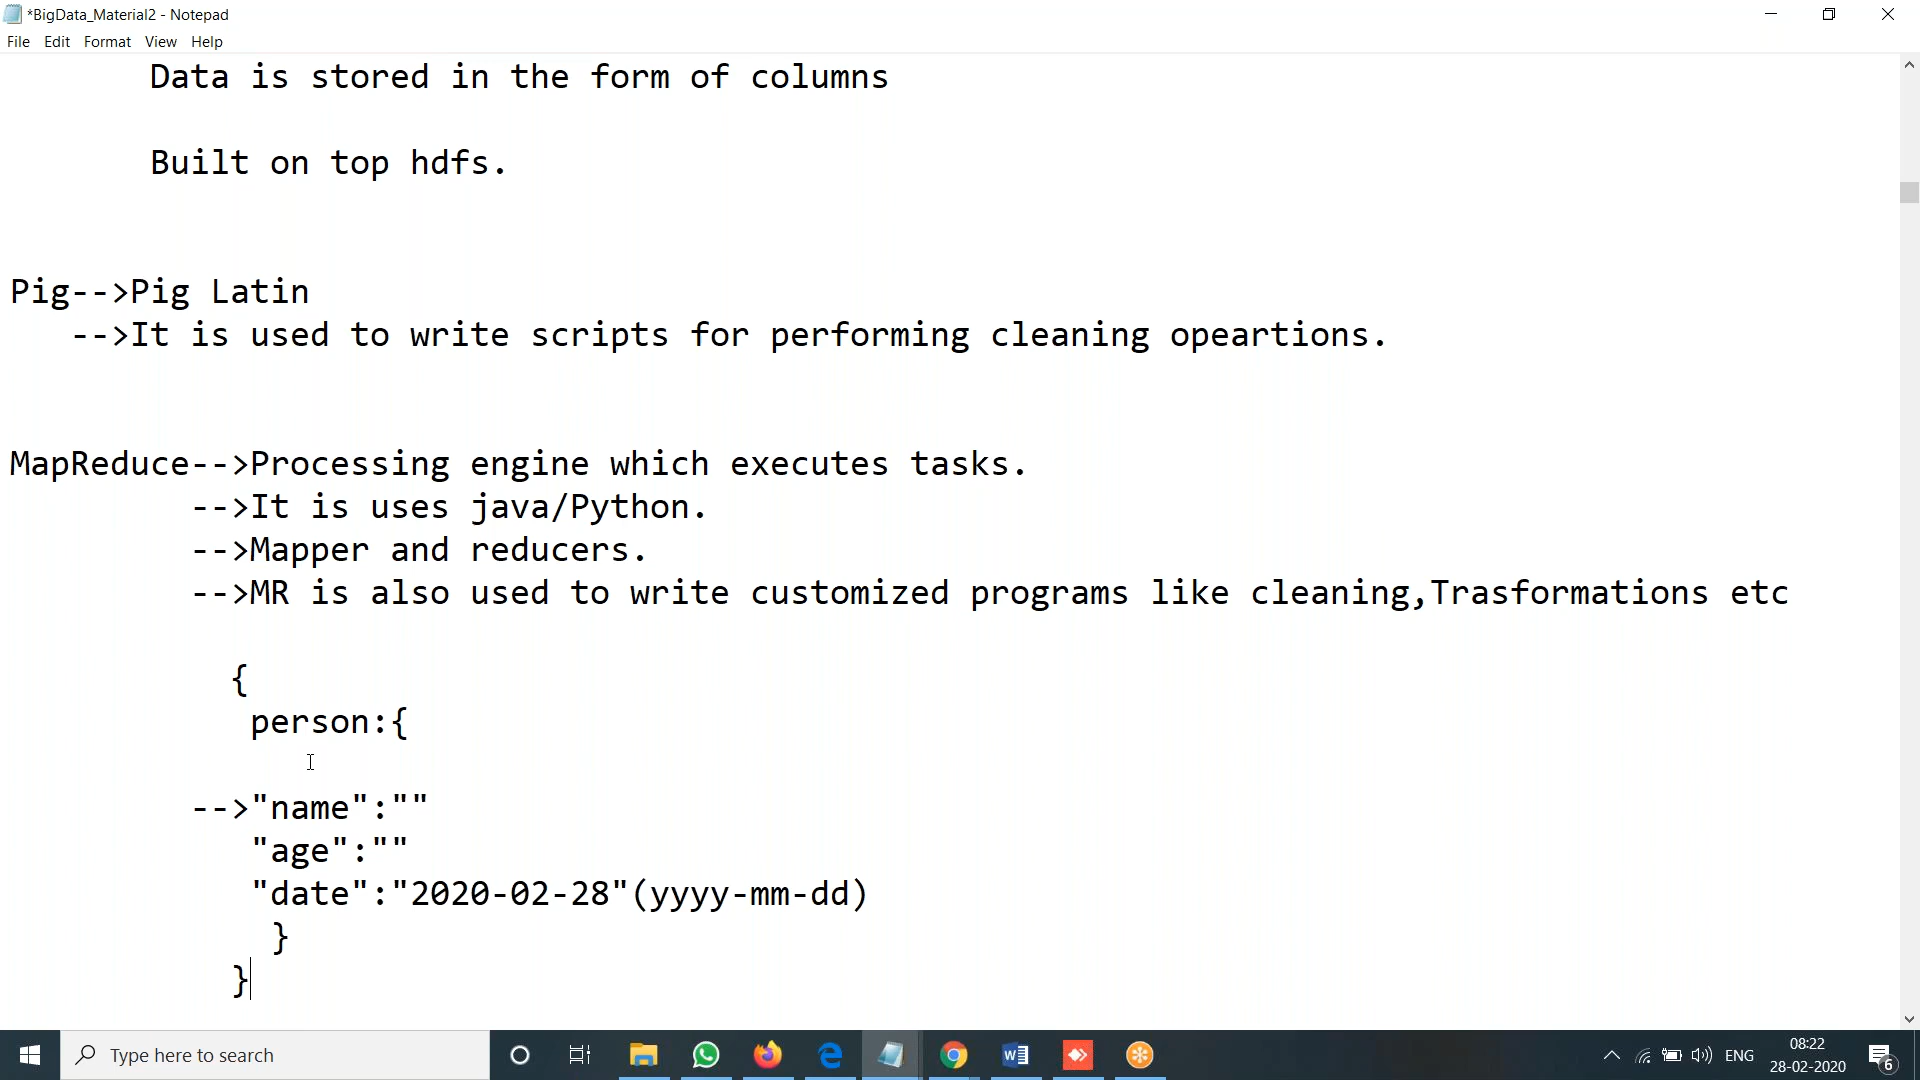 *BigData_Material2 - Notepad
File Edit Format View Help
Data is stored in the form of columns
Built on top hdfs.
Pig-->Pig Latin
-->It is used to write scripts for performing cleaning opeartions.
MapReduce-->Processing engine which executes tasks.
-->It is uses java/Python.
-->Mapper and reducers.
-->MR is also used to write customized programs like cleaning,Trasformations etc
{
person:{
-->"name":""
"age":""
"date":"2020-02-28"(yyyy-mm-dd)
}
}
Type here to search
ENG
08:22
28-02-2020
6